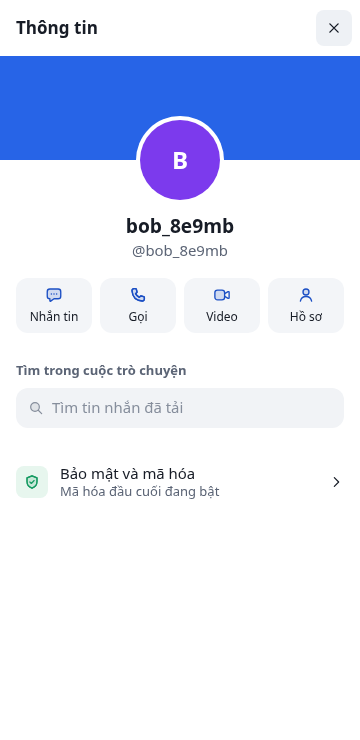 Thông tin
B
bob_8e9mb
@bob_8e9mb
Nhắn tin
Gọi
Video
Hồ sơ
Tìm trong cuộc trò chuyện
Tìm tin nhắn đã tải
Bảo mật và mã hóa
Mã hóa đầu cuối đang bật